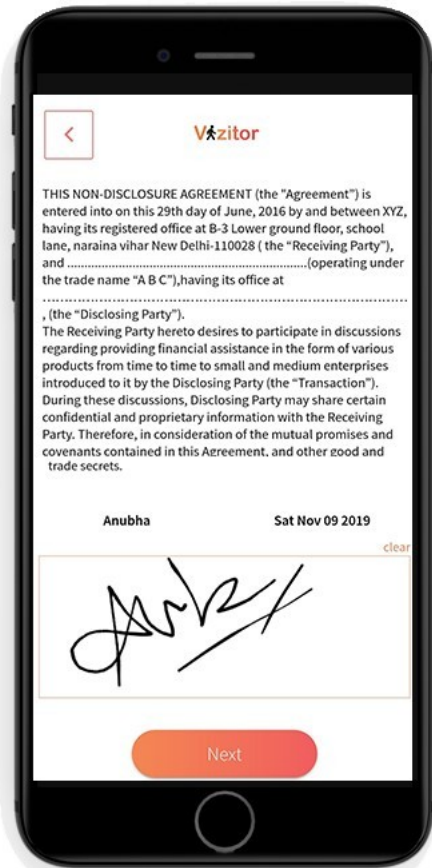 Vizitor
THIS NON-DISCLOSURE AGREEMENT (the "Agreement") is
entered into on this 29th day of June, 2016 by and between XYZ,
having its registered office at B-3 Lower ground floor, school
lane, naraina vihar New Delhi-110028 ( the “Receiving Party”),
and ......................................................................(operating under
the trade name “A B C”),having its office at
..........................................................................................
, (the “Disclosing Party”).
The Receiving Party hereto desires to participate in discussions
regarding providing financial assistance in the form of various
products from time to time to small and medium enterprises
introduced to it by the Disclosing Party (the “Transaction”).
During these discussions, Disclosing Party may share certain
confidential and proprietary information with the Receiving
Party. Therefore, in consideration of the mutual promises and
covenants contained in this Agreement, and other good and
trade secrets.
Anubha Sat Nov 09 2019
clear
Next